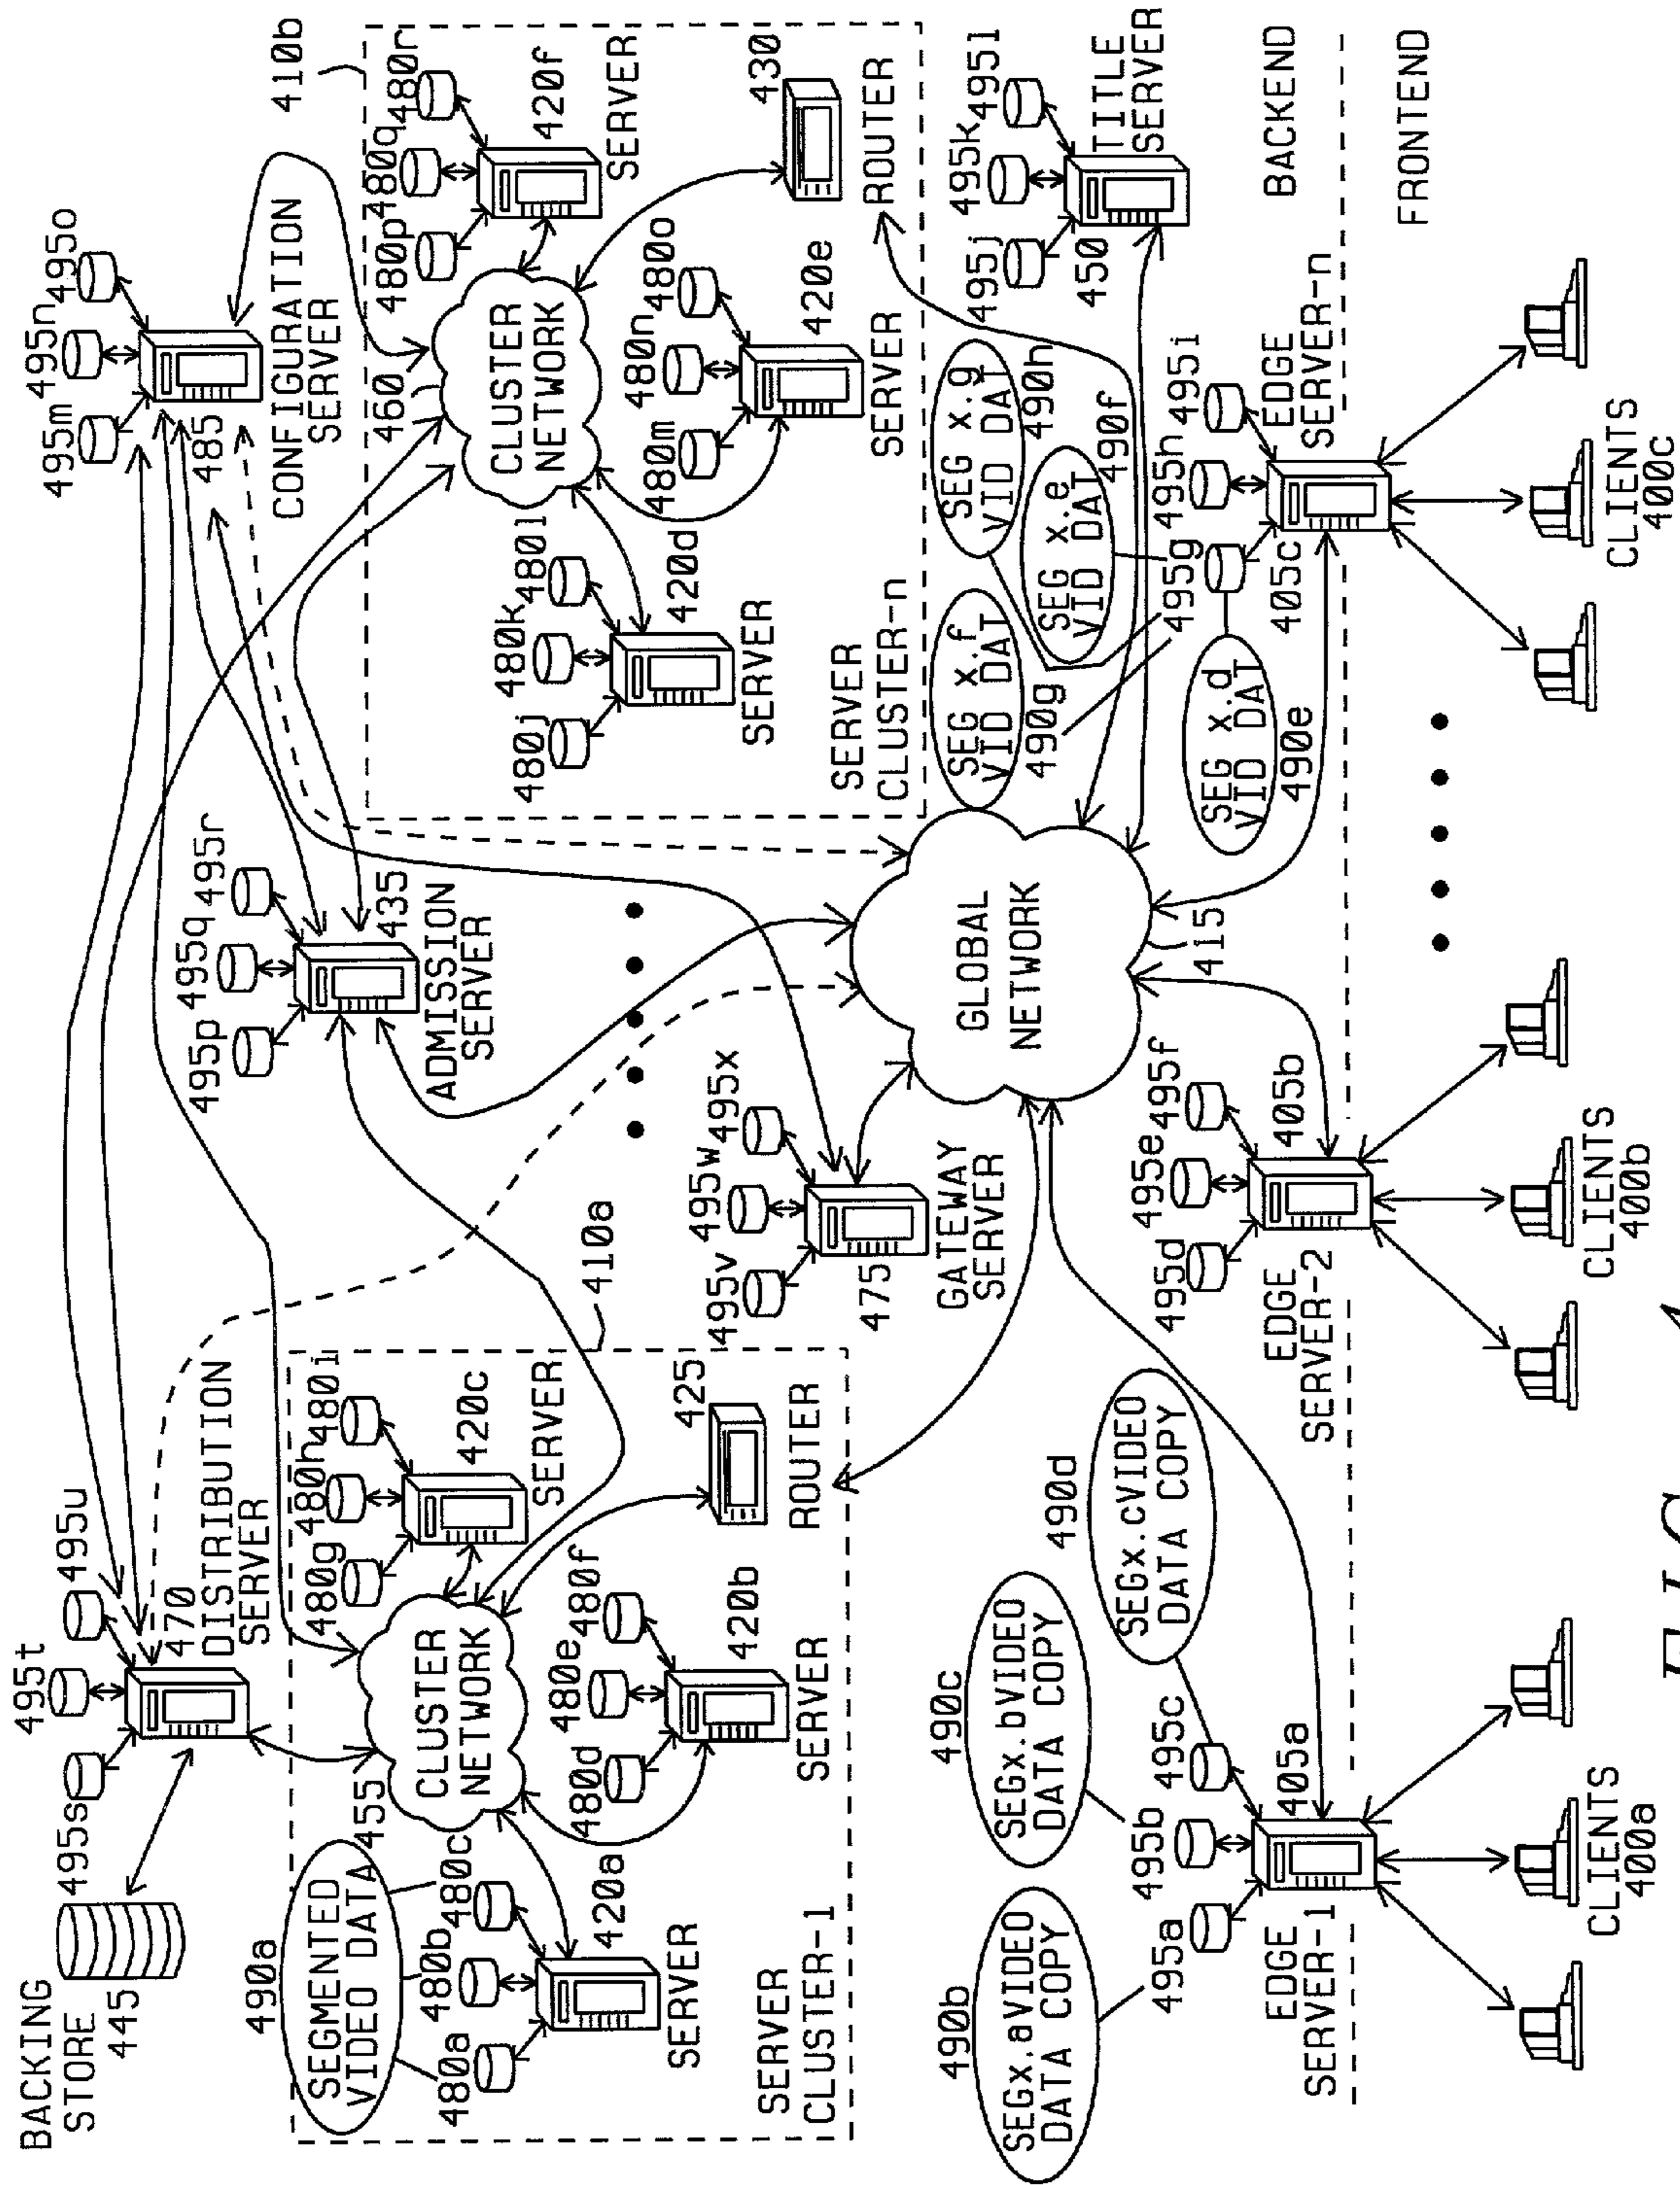 BACKING
STORE
445
495s
495t
495u
470
DISTRIBUTION
SERVER
490a
SEGMENTED
VIDEO DATA
455
480a
480b
480c
420a
SERVER
CLUSTER
NETWORK
480g
480h
480i
420c
SERVER
480d
480e
480f
420b
SERVER
425
ROUTER
SERVER
CLUSTER-1
410a
495p
495q
495r
435
ADMISSION
SERVER
495v
495w
495x
475
GATEWAY
SERVER
GLOBAL
NETWORK
415
495m
495n
495o
485
CONFIGURATION
SERVER
410b
460
CLUSTER
NETWORK
480p
480q
480r
420f
SERVER
480j
480k
480l
420d
SERVER
480m
480n
480o
420e
SERVER
430
ROUTER
SERVER
CLUSTER-n
SEG x.f
VID DAT
490g
SEG x.g
VID DAT
490h
SEG x.e
VID DAT
490f
SEG x.d
VID DAT
490e
495j
495k
495l
450
TITLE
SERVER
490b
SEGx.aVIDEO
DATA COPY
490c
SEGx.bVIDEO
DATA COPY
490d
SEGx.cVIDEO
DATA COPY
495a
495b
495c
405a
EDGE
SERVER-1
495d
495e
495f
405b
EDGE
SERVER-2
495g
495h
495i
405c
EDGE
SERVER-n
BACKEND
FRONTEND
CLIENTS
400a
CLIENTS
400b
CLIENTS
400c
FIG. 4